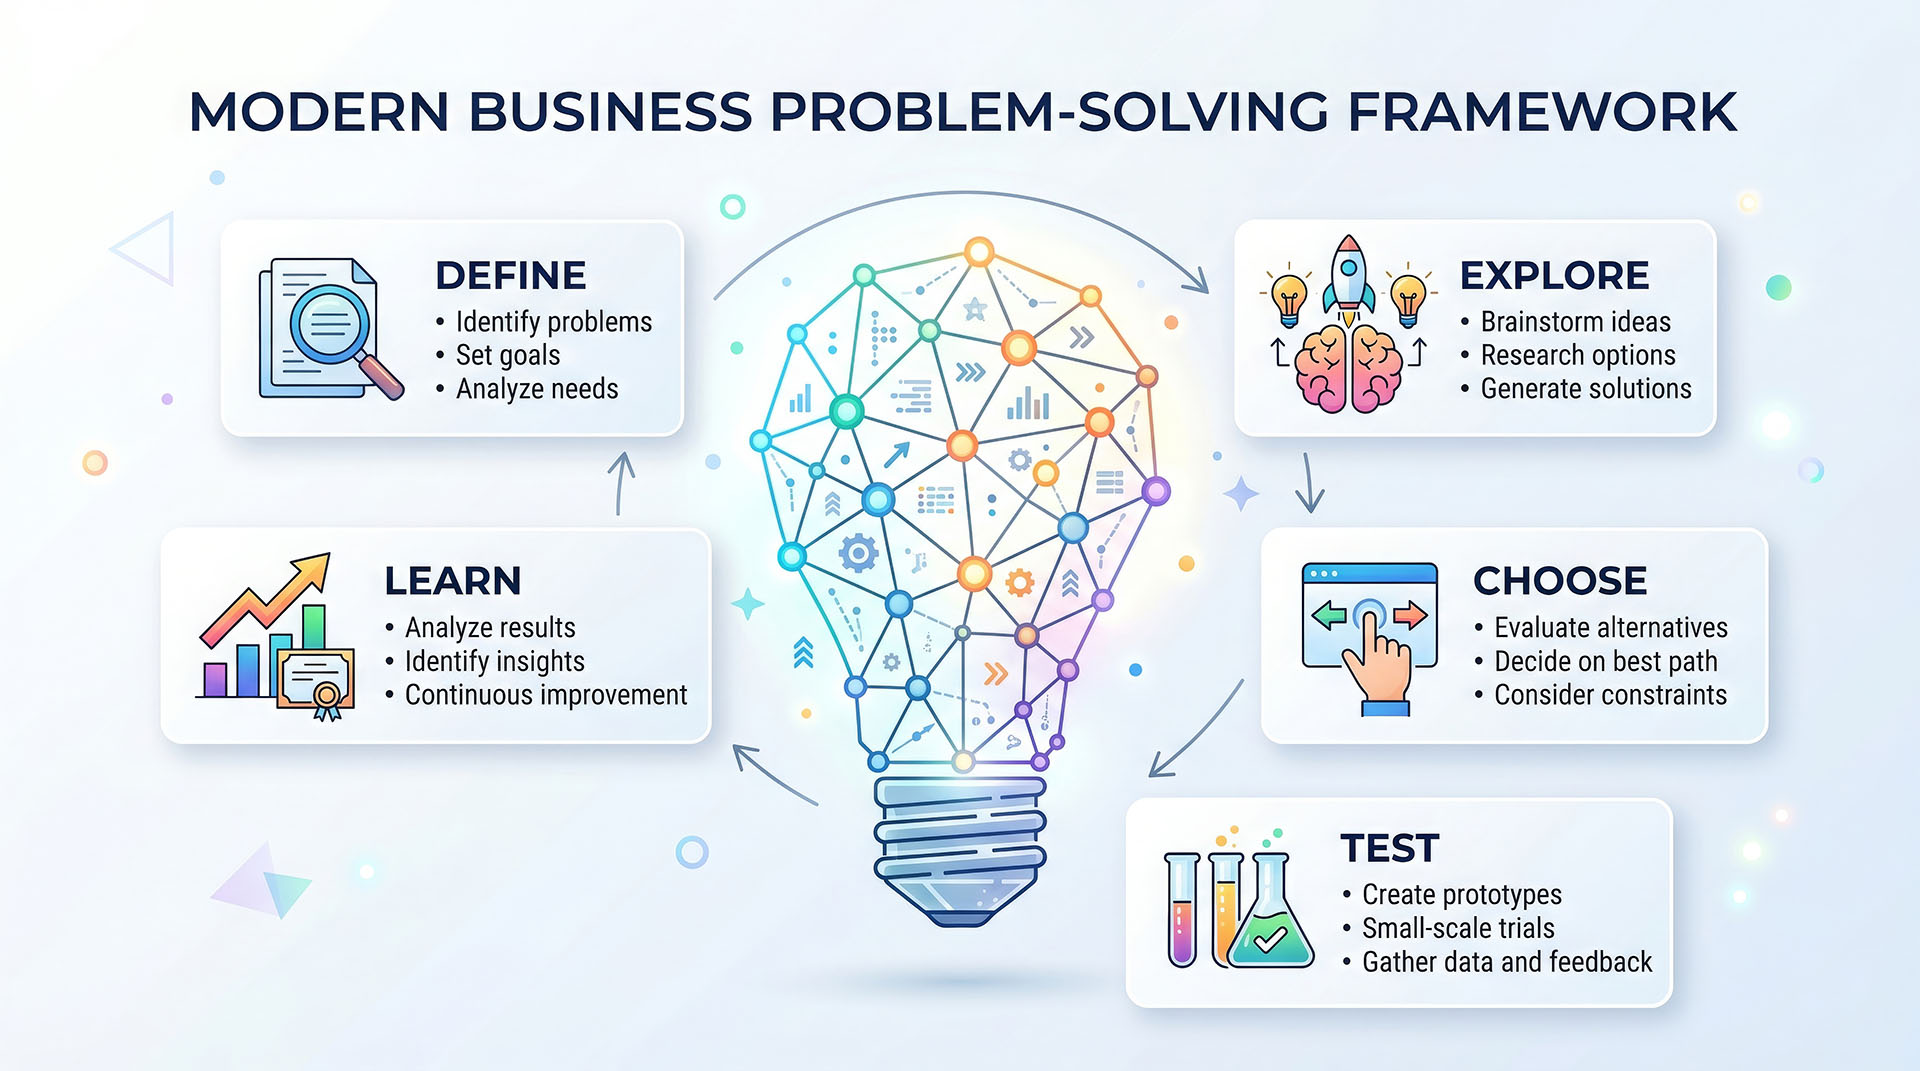 MODERN BUSINESS PROBLEM-SOLVING FRAMEWORK
DEFINE
• Identify problems
• Set goals
• Analyze needs
EXPLORE
• Brainstorm ideas
• Research options
• Generate solutions
CHOOSE
• Evaluate alternatives
• Decide on best path
• Consider constraints
TEST
• Create prototypes
• Small-scale trials
• Gather data and feedback
LEARN
• Analyze results
• Identify insights
• Continuous improvement